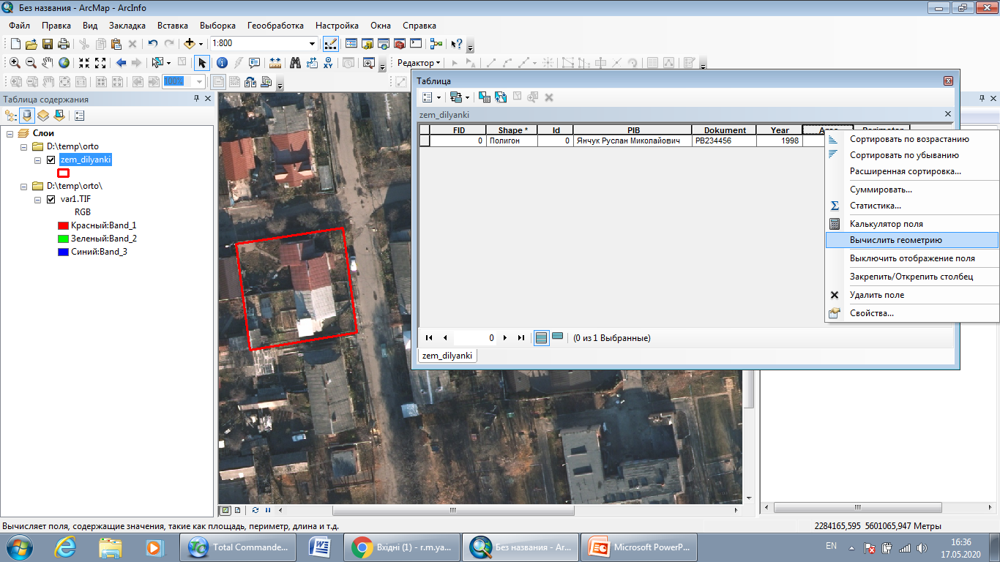 Без названия - ArcMap - ArcInfo
Файл Правка Вид Закладка Вставка Выборка Геообработка Настройка Окна Справка
1:800
Редактор
100%
Таблица содержания
Слои
D:\temp\orto
zem_dilyanki
D:\temp\orto\
var1.TIF
RGB
Красный:Band_1
Зеленый:Band_2
Синий:Band_3
Таблица
zem_dilyanki
FID Shape * Id PIB Dokument Year Area Perimeter
0 Полигон 0 Янчук Руслан Миколайович РВ234456 1998
Сортировать по возрастанию
Сортировать по убыванию
Расширенная сортировка...
Суммировать...
Статистика...
Калькулятор поля
Вычислить геометрию
Выключить отображение поля
Закрепить/Открепить столбец
Удалить поле
Свойства...
0 (0 из 1 Выбранные)
zem_dilyanki
Вычисляет поля, содержащие значения, такие как площадь, периметр, длина и т.д.
2284165,595 5601065,947 Метры
Total Commande...
Вхідні (1) - r.m.ya...
Без названия - Ar...
Microsoft PowerP...
EN
16:36
17.05.2020